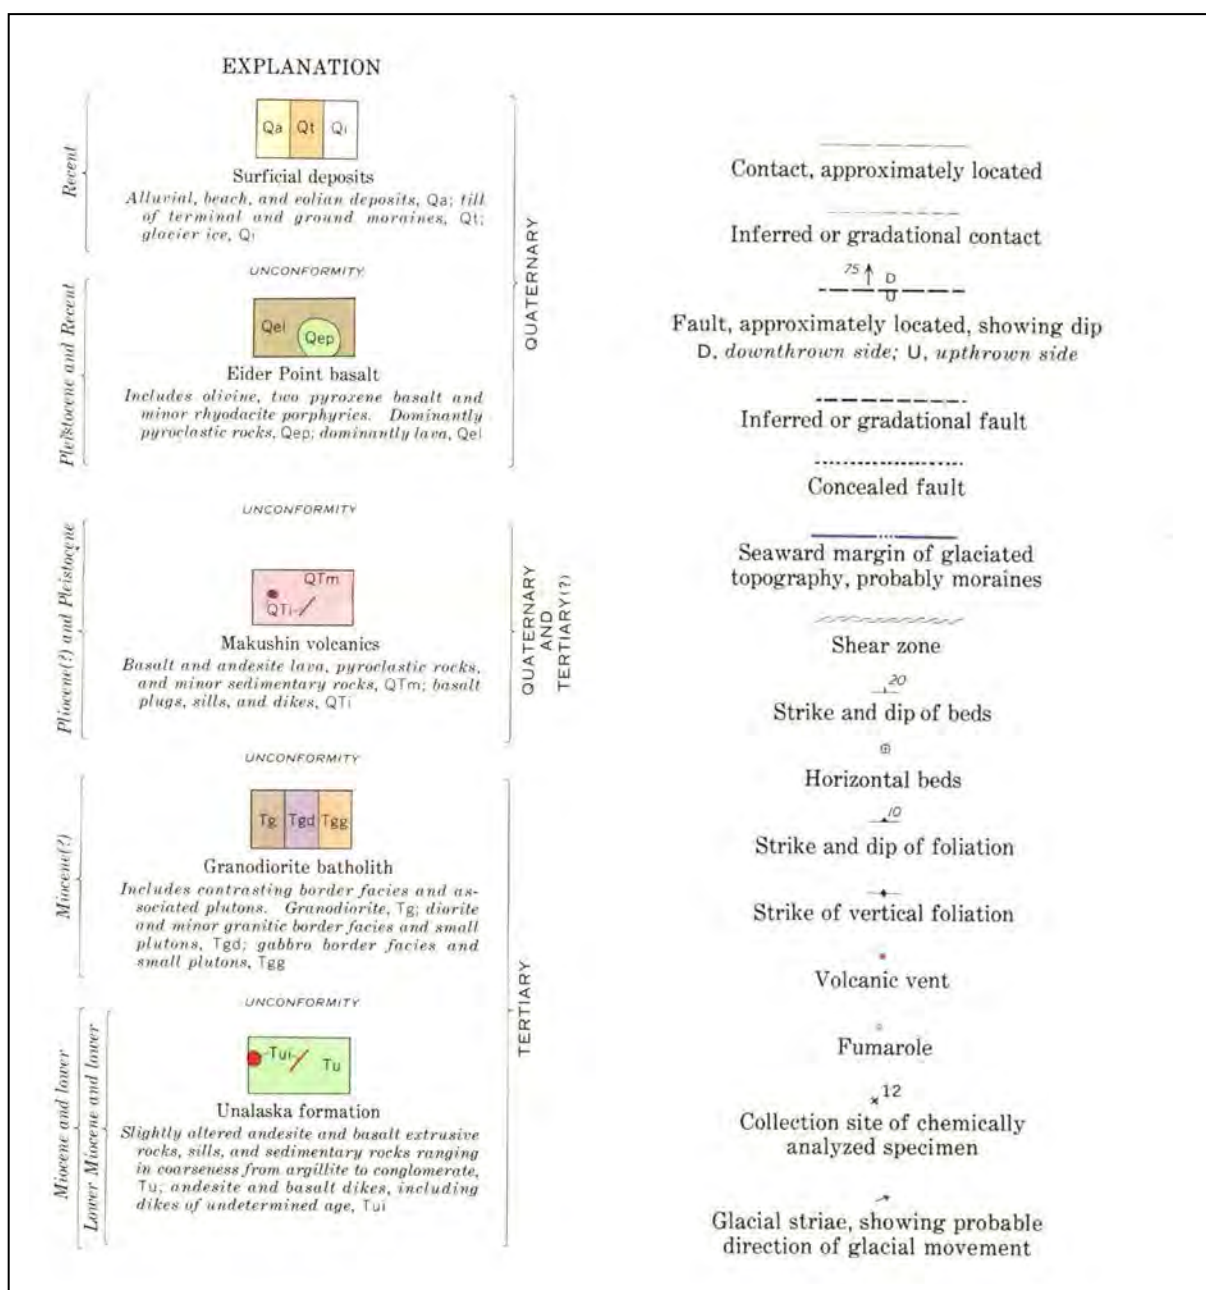 EXPLANATION
Qa Qt Qi
Surficial deposits
Alluvial, beach, and eolian deposits, Qa; till
of terminal and ground moraines, Qt;
glacier ice, Qi
Recent
UNCONFORMITY
Qel
Qep
Eider Point basalt
Includes olivine, two pyroxene basalt and
minor rhyodacite porphyries. Dominantly
pyroclastic rocks, Qep; dominantly lava, Qel
Pleistocene and Recent
QUATERNARY
UNCONFORMITY
QTm
QTi
Makushin volcanics
Basalt and andesite lava, pyroclastic rocks,
and minor sedimentary rocks, QTm; basalt
plugs, sills, and dikes, QTi
Pliocene(?) and Pleistocene
QUATERNARY
AND
TERTIARY(?)
UNCONFORMITY
Tg Tgd Tgg
Granodiorite batholith
Includes contrasting border facies and as-
sociated plutons. Granodiorite, Tg; diorite
and minor granitic border facies and small
plutons, Tgd; gabbro border facies and
small plutons, Tgg
Miocene(?)
UNCONFORMITY
Tui
Tu
Unalaska formation
Slightly altered andesite and basalt extrusive
rocks, sills, and sedimentary rocks ranging
in coarseness from argillite to conglomerate,
Tu; andesite and basalt dikes, including
dikes of undetermined age, Tui
Miocene and lower
Lower Miocene and lower
TERTIARY
Contact, approximately located
Inferred or gradational contact
75 D
U
Fault, approximately located, showing dip
D, downthrown side; U, upthrown side
Inferred or gradational fault
Concealed fault
Seaward margin of glaciated
topography, probably moraines
Shear zone
20
Strike and dip of beds
Horizontal beds
10
Strike and dip of foliation
Strike of vertical foliation
Volcanic vent
Fumarole
12
Collection site of chemically
analyzed specimen
Glacial striae, showing probable
direction of glacial movement